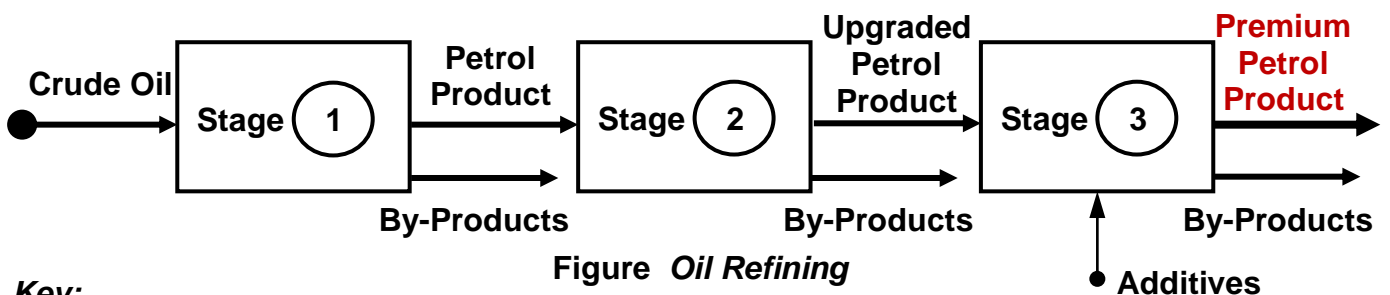 Crude Oil
Stage 1
Petrol
Product
By-Products
Stage 2
Upgraded
Petrol
Product
By-Products
Stage 3
Premium
Petrol
Product
By-Products
Additives
Figure Oil Refining
Key: